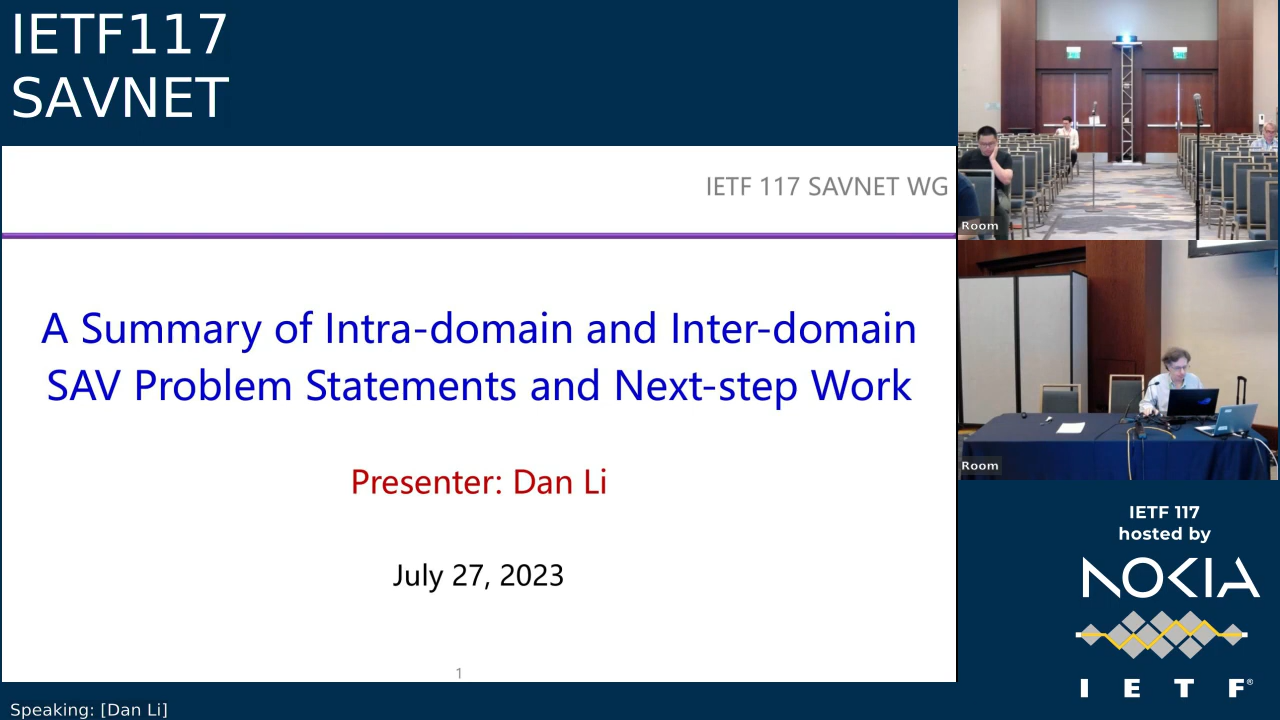 IETF117
SAVNET
IETF 117 SAVNET WG
A Summary of Intra-domain and Inter-domain
SAV Problem Statements and Next-step Work
Presenter: Dan Li
July 27, 2023
1
Speaking: [Dan Li]
Room
Room
IETF 117
hosted by
NOKIA
I E T F®